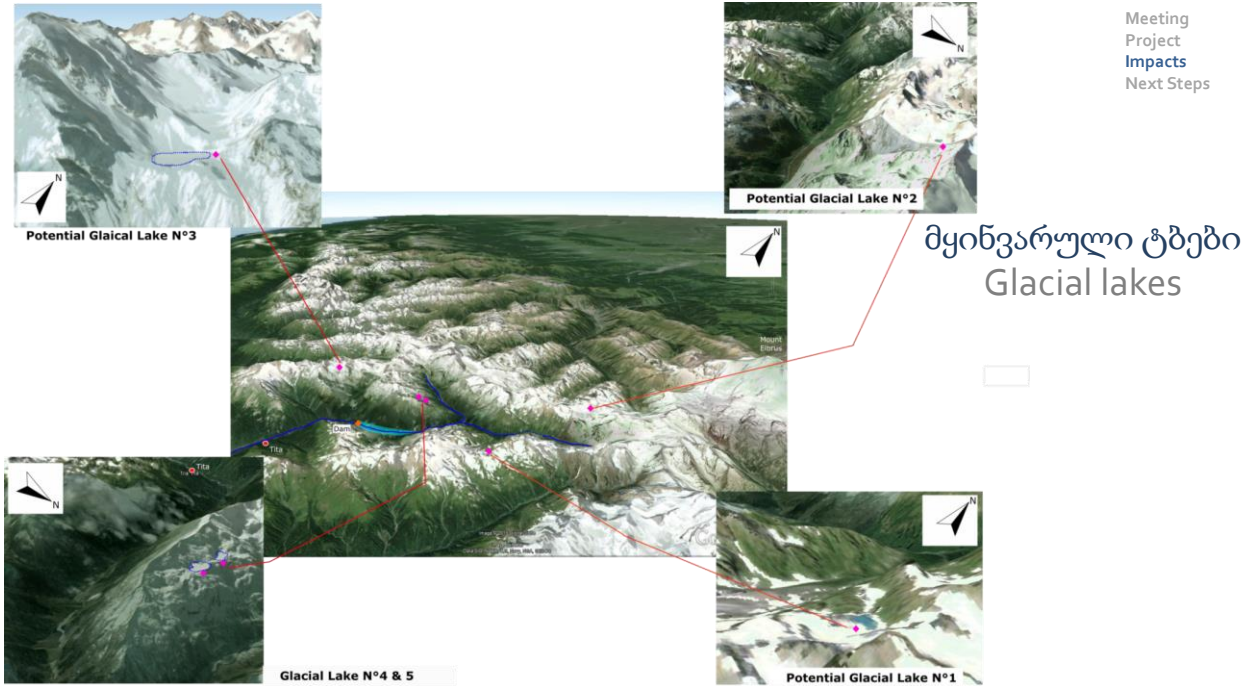 Meeting
Project
Impacts
Next Steps
მყინვარული ტბები
Glacial lakes
N
Potential Glaical Lake N°3
N
Potential Glacial Lake N°2
N
Mount
Elbrus
Dam
Tita
N
Tita
Glacial Lake N°4 & 5
N
Potential Glacial Lake N°1